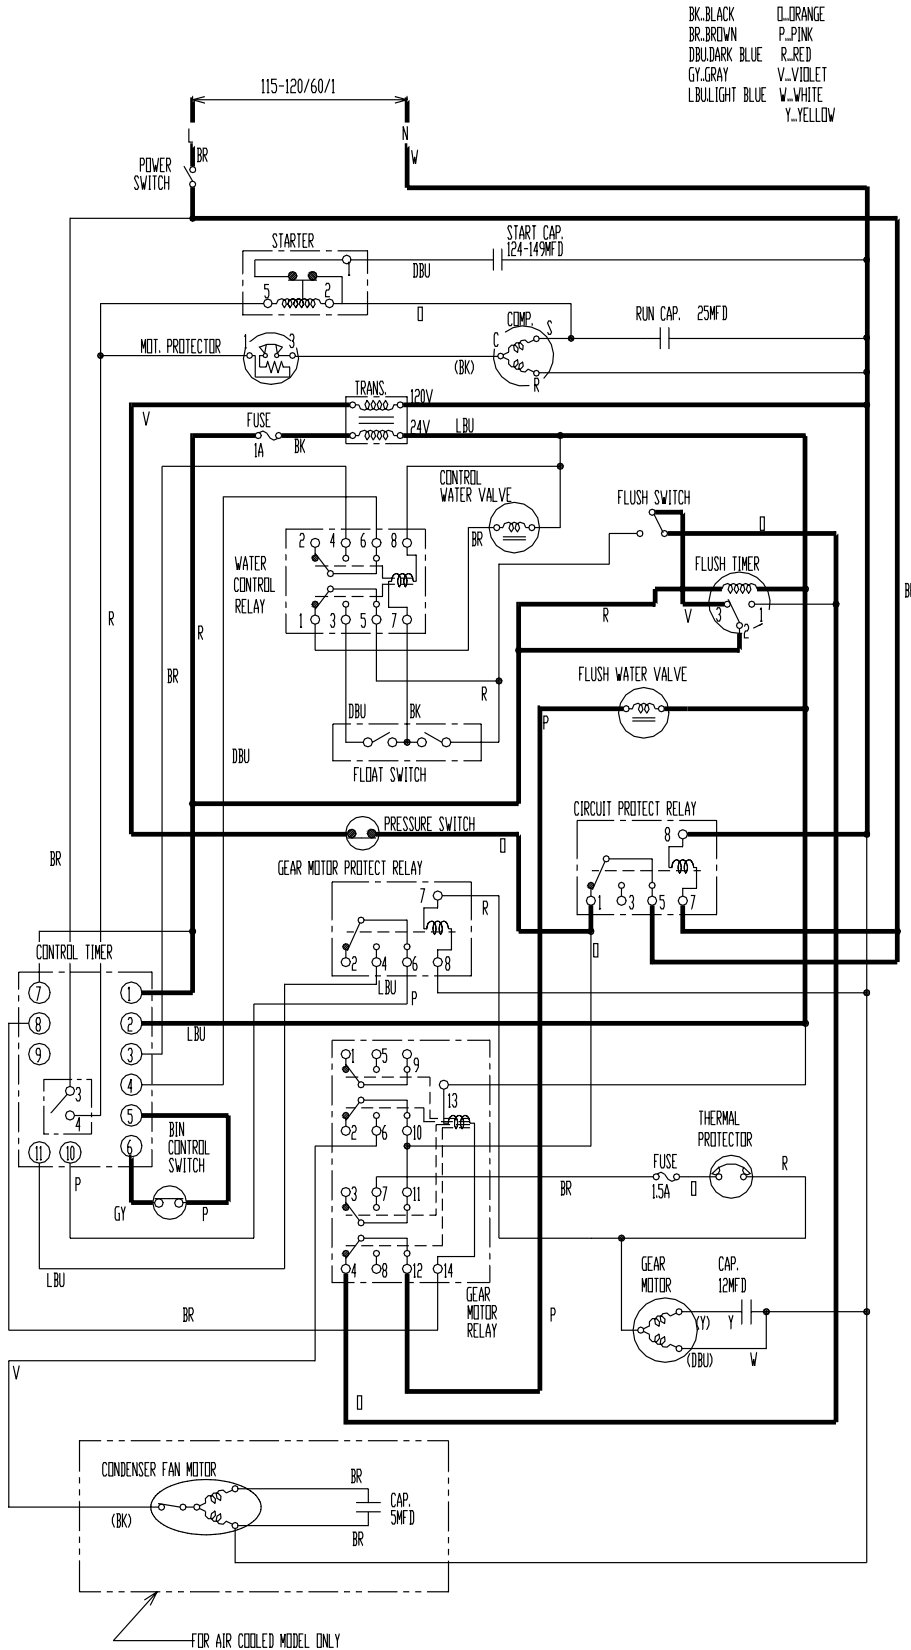 BK..BLACK O..ORANGE
BR..BROWN P..PINK
DBU.DARK BLUE R..RED
GY..GRAY V..VIOLET
LBU.LIGHT BLUE W..WHITE
Y..YELLOW
115-120/60/1
L N
BR W
POWER
SWITCH
STARTER
START CAP.
124-149MFD
1
DBU
5 2
O
RUN CAP. 25MFD
COMP.
C S
R
MOT. PROTECTOR
1 3
(BK)
TRANS.
120V
V
FUSE
1A
BK
24V
LBU
CONTROL
WATER VALVE
BR
FLUSH SWITCH
O
FLUSH TIMER
3 1
2
V
R
WATER
CONTROL
RELAY
2 4 6 8
1 3 5 7
R
R
BR
R
FLUSH WATER VALVE
P
DBU BK
FLOAT SWITCH
DBU
CIRCUIT PROTECT RELAY
8
1 3 5 7
PRESSURE SWITCH
O
O
BR
GEAR MOTOR PROTECT RELAY
7
R
2 4 6 8
LBU P
CONTROL TIMER
7 1
8 2
9 3
3 4
4 5
11 10 6
LBU
1 5 9
13
2 6 10
3 7 11
4 8 12 14
BIN
CONTROL
SWITCH
P
GY P
THERMAL
PROTECTOR
FUSE
1.5A
O
R
BR
LBU
BR
GEAR
MOTOR
RELAY
P
GEAR
MOTOR
CAP.
12MFD
(Y) Y
(DBU) W
V
O
CONDENSER FAN MOTOR
BR
CAP.
5MFD
(BK)
BR
FOR AIR COOLED MODEL ONLY